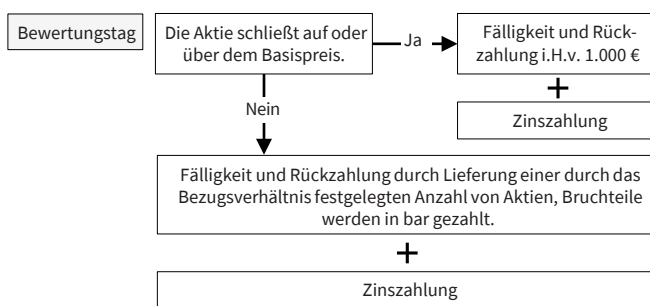 Bewertungstag
Die Aktie schließt auf oder
über dem Basispreis.
Ja
Fälligkeit und Rück-
zahlung i.H.v. 1.000 €
+
Zinszahlung
Nein
Fälligkeit und Rückzahlung durch Lieferung einer durch das
Bezugsverhältnis festgelegten Anzahl von Aktien, Bruchteile
werden in bar gezahlt.
+
Zinszahlung